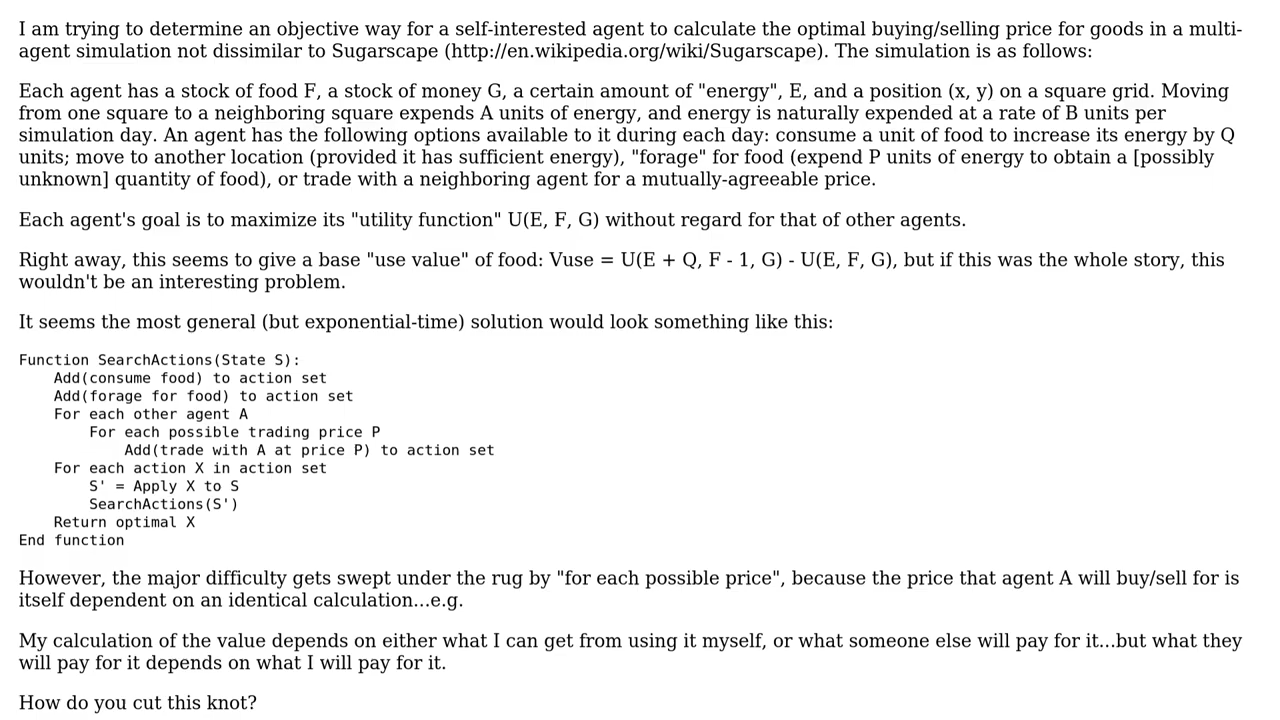 I am trying to determine an objective way for a self-interested agent to calculate the optimal buying/selling price for goods in a multi-
agent simulation not dissimilar to Sugarscape (http://en.wikipedia.org/wiki/Sugarscape). The simulation is as follows:
Each agent has a stock of food F, a stock of money G, a certain amount of "energy", E, and a position (x, y) on a square grid. Moving
from one square to a neighboring square expends A units of energy, and energy is naturally expended at a rate of B units per
simulation day. An agent has the following options available to it during each day: consume a unit of food to increase its energy by Q
units; move to another location (provided it has sufficient energy), "forage" for food (expend P units of energy to obtain a [possibly
unknown] quantity of food), or trade with a neighboring agent for a mutually-agreeable price.
Each agent's goal is to maximize its "utility function" U(E, F, G) without regard for that of other agents.
Right away, this seems to give a base "use value" of food: Vuse = U(E + Q, F - 1, G) - U(E, F, G), but if this was the whole story, this
wouldn't be an interesting problem.
It seems the most general (but exponential-time) solution would look something like this:
Function SearchActions(State S):
    Add(consume food) to action set
    Add(forage for food) to action set
    For each other agent A
        For each possible trading price P
            Add(trade with A at price P) to action set
    For each action X in action set
        S' = Apply X to S
        SearchActions(S')
    Return optimal X
End function
However, the major difficulty gets swept under the rug by "for each possible price", because the price that agent A will buy/sell for is
itself dependent on an identical calculation...e.g.
My calculation of the value depends on either what I can get from using it myself, or what someone else will pay for it...but what they
will pay for it depends on what I will pay for it.
How do you cut this knot?